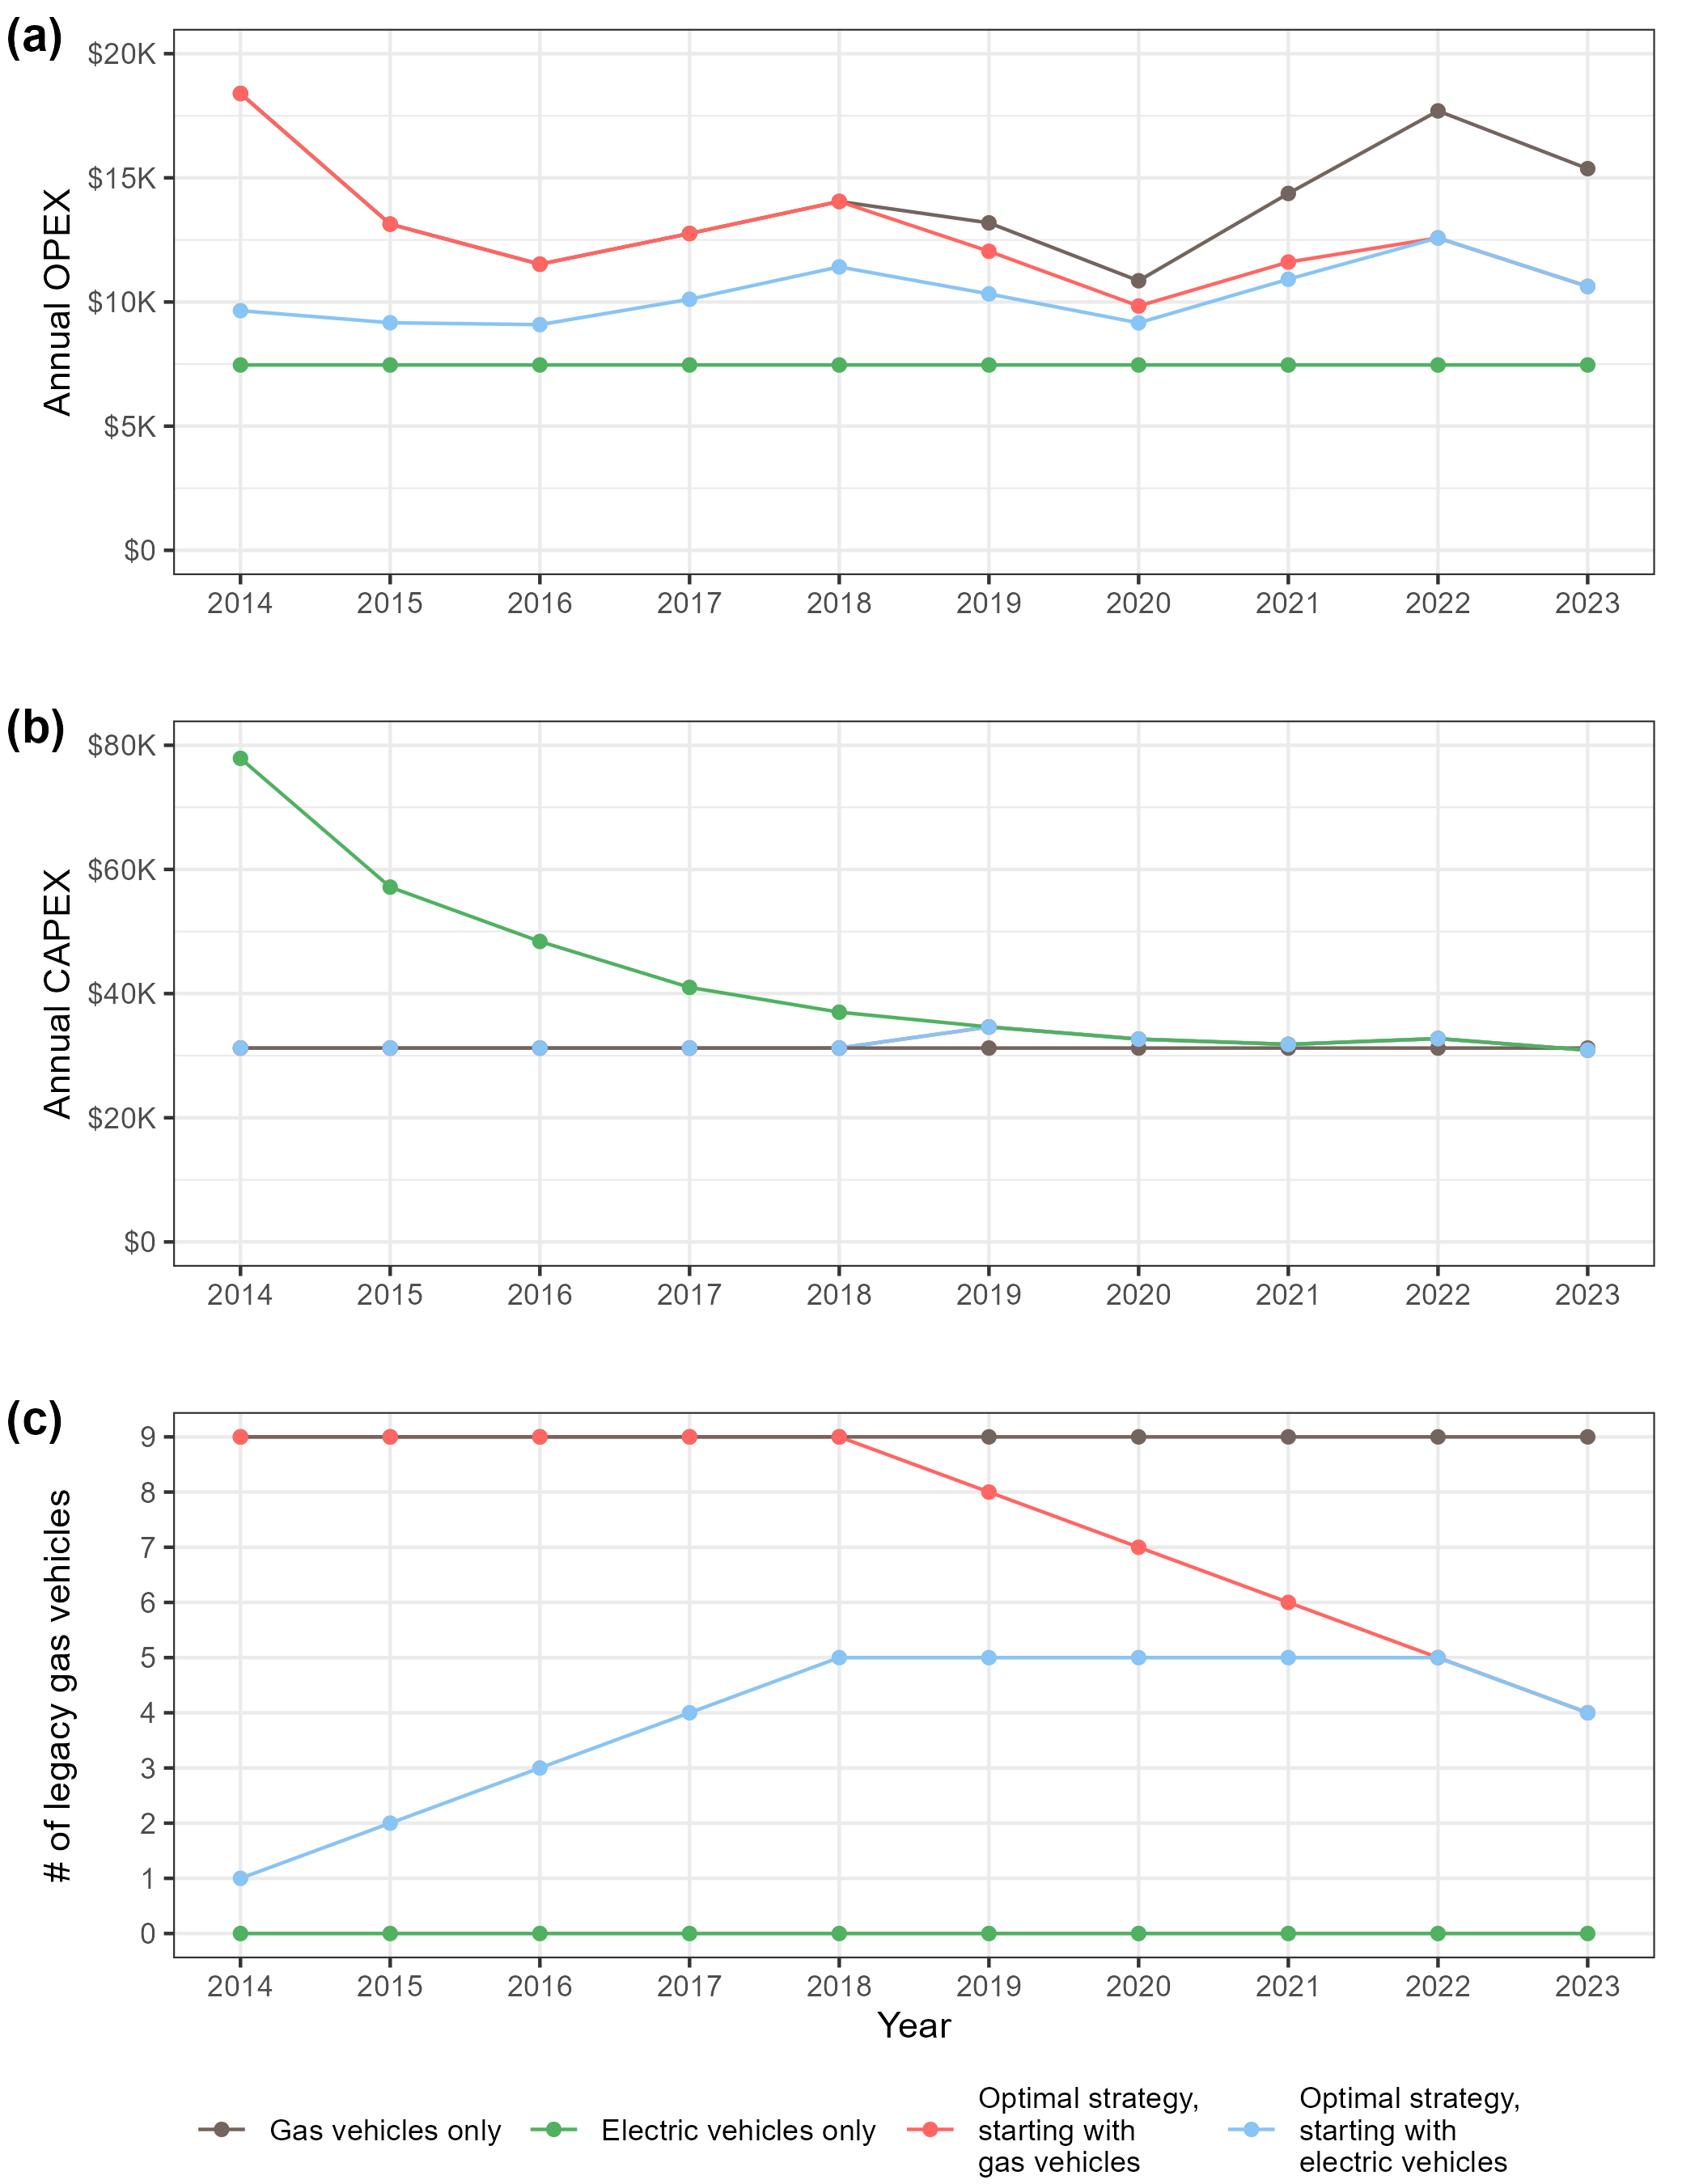 (a)
Annual OPEX
$20K
$15K
$10K
$5K
$0
2014 2015 2016 2017 2018 2019 2020 2021 2022 2023
(b)
Annual CAPEX
$80K
$60K
$40K
$20K
$0
2014 2015 2016 2017 2018 2019 2020 2021 2022 2023
(c)
# of legacy gas vehicles
9
8
7
6
5
4
3
2
1
0
2014 2015 2016 2017 2018 2019 2020 2021 2022 2023
Year
Gas vehicles only
Electric vehicles only
Optimal strategy,
starting with
gas vehicles
Optimal strategy,
starting with
electric vehicles